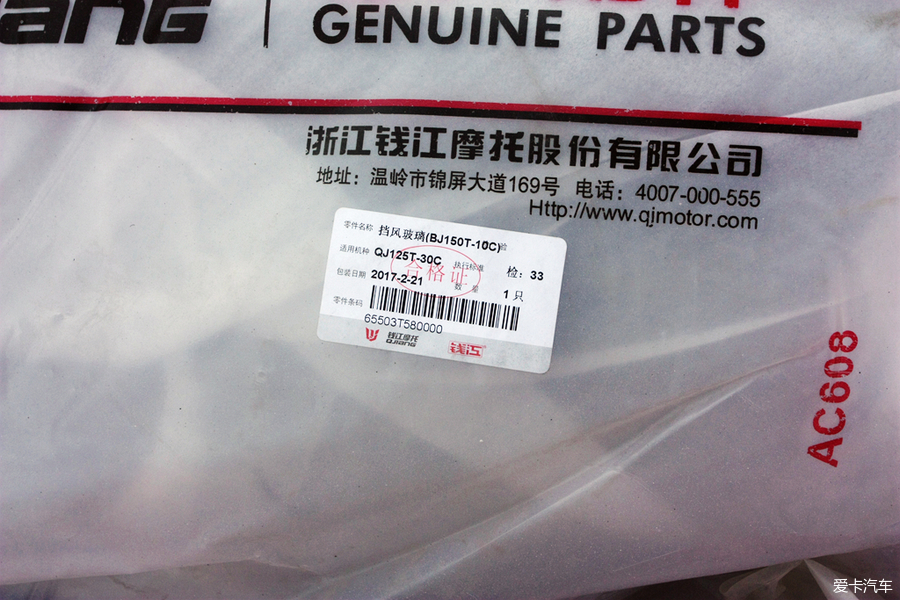 GENUINE PARTS
浙江钱江摩托股份有限公司
地址：温岭市锦屏大道169号 电话：4007-000-555
Http://www.qjmotor.com
零件名称 挡风玻璃(BJ150T-10C)
适用机种 QJ125T-30C 执行标准 检：33
包装日期 2017-2-21 数量 1 只
合格证
零件条码
65503T580000
钱江摩托
QJIANG
钱江
AC608
爱卡汽车